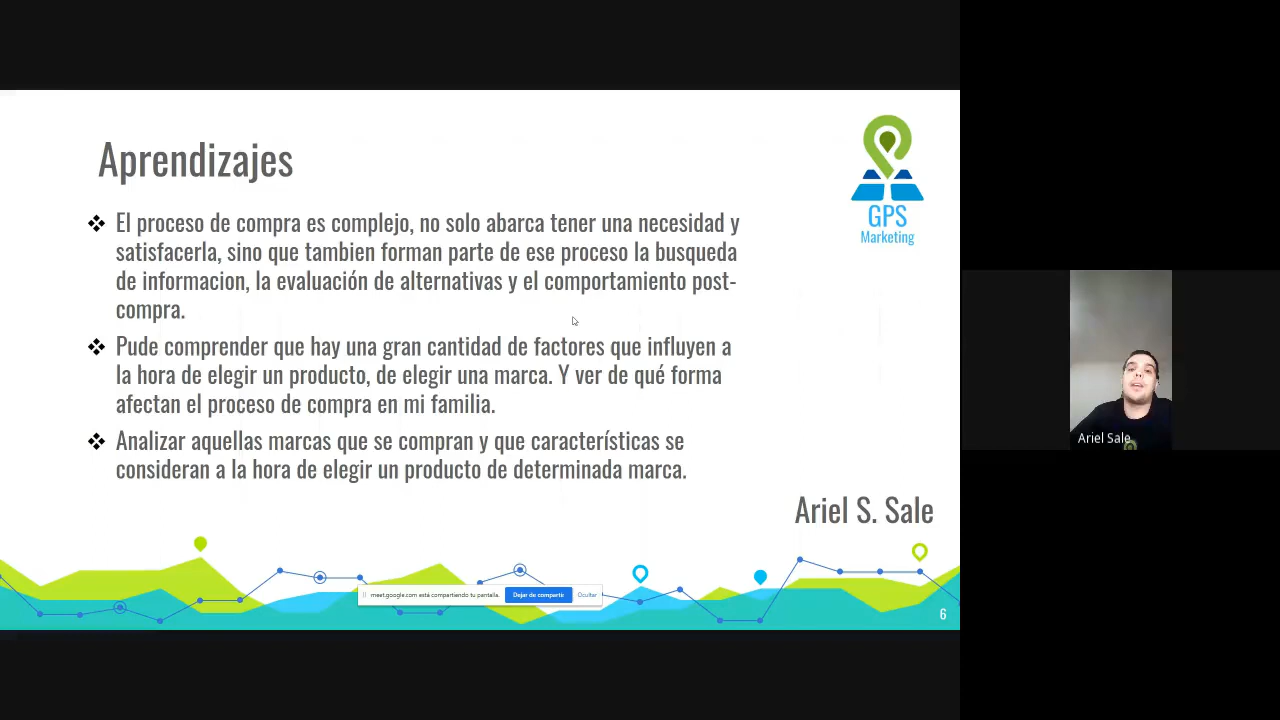 Aprendizajes
GPS
Marketing
El proceso de compra es complejo, no solo abarca tener una necesidad y
satisfacerla, sino que tambien forman parte de ese proceso la busqueda
de informacion, la evaluación de alternativas y el comportamiento post-
compra.
Pude comprender que hay una gran cantidad de factores que influyen a
la hora de elegir un producto, de elegir una marca. Y ver de qué forma
afectan el proceso de compra en mi familia.
Analizar aquellas marcas que se compran y que características se
consideran a la hora de elegir un producto de determinada marca.
Ariel S. Sale
meet.google.com está compartiendo tu pantalla.
Dejar de compartir
Ocultar
6
Ariel Sale